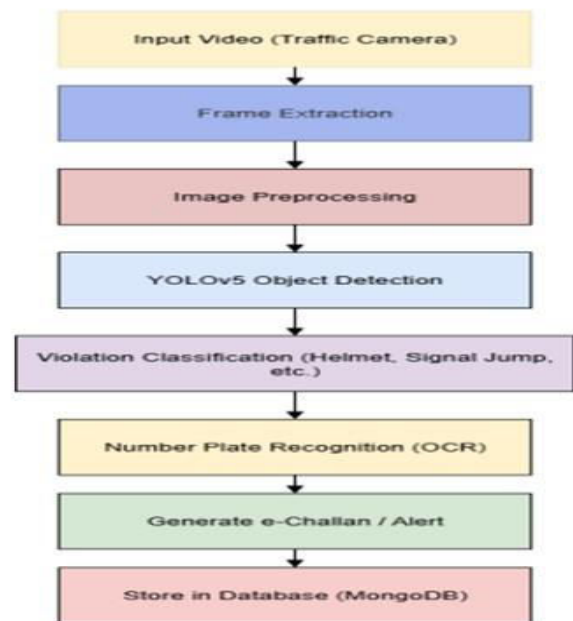 Input Video (Traffic Camera)
Frame Extraction
Image Preprocessing
YOLOv5 Object Detection
Violation Classification (Helmet, Signal Jump,
etc.)
Number Plate Recognition (OCR)
Generate e-Challan / Alert
Store in Database (MongoDB)